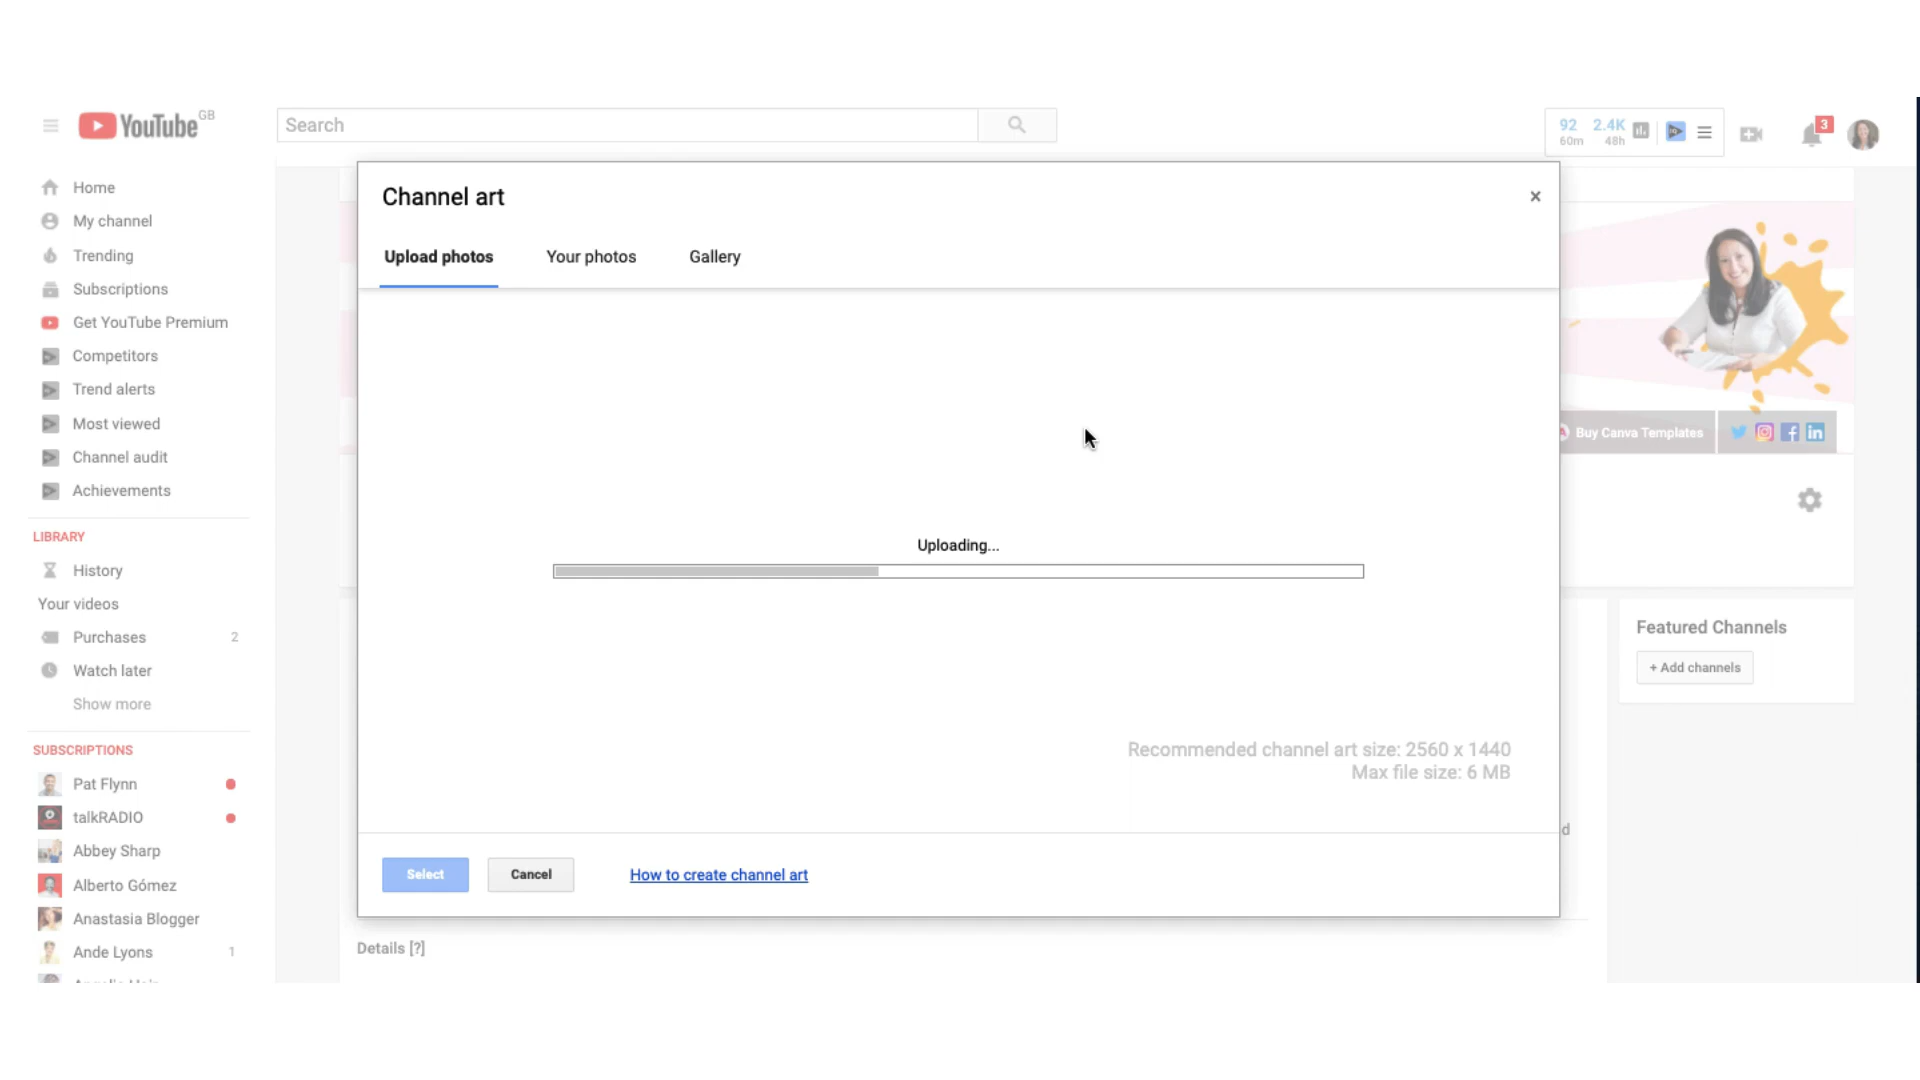 YouTube GB
Search
92 2.4K
60m 48h
3
Home
My channel
Trending
Subscriptions
Get YouTube Premium
Competitors
Trend alerts
Most viewed
Channel audit
Achievements
LIBRARY
History
Your videos
Purchases 2
Watch later
Show more
SUBSCRIPTIONS
Pat Flynn
talkRADIO
Abbey Sharp
Alberto Gómez
Anastasia Blogger
Ande Lyons 1
Channel art
×
Upload photos Your photos Gallery
Uploading...
Recommended channel art size: 2560 x 1440
Max file size: 6 MB
Select Cancel How to create channel art
Buy Canva Templates
Featured Channels
+ Add channels
d
Details [?]